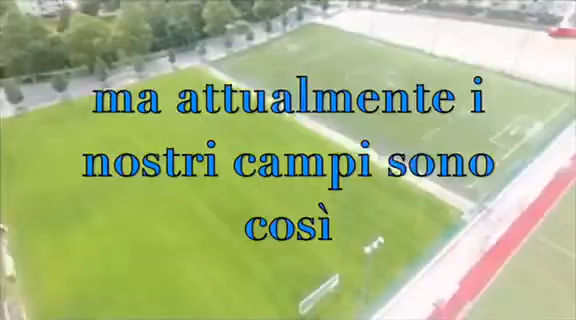 ma attualmente i
nostri campi sono
così